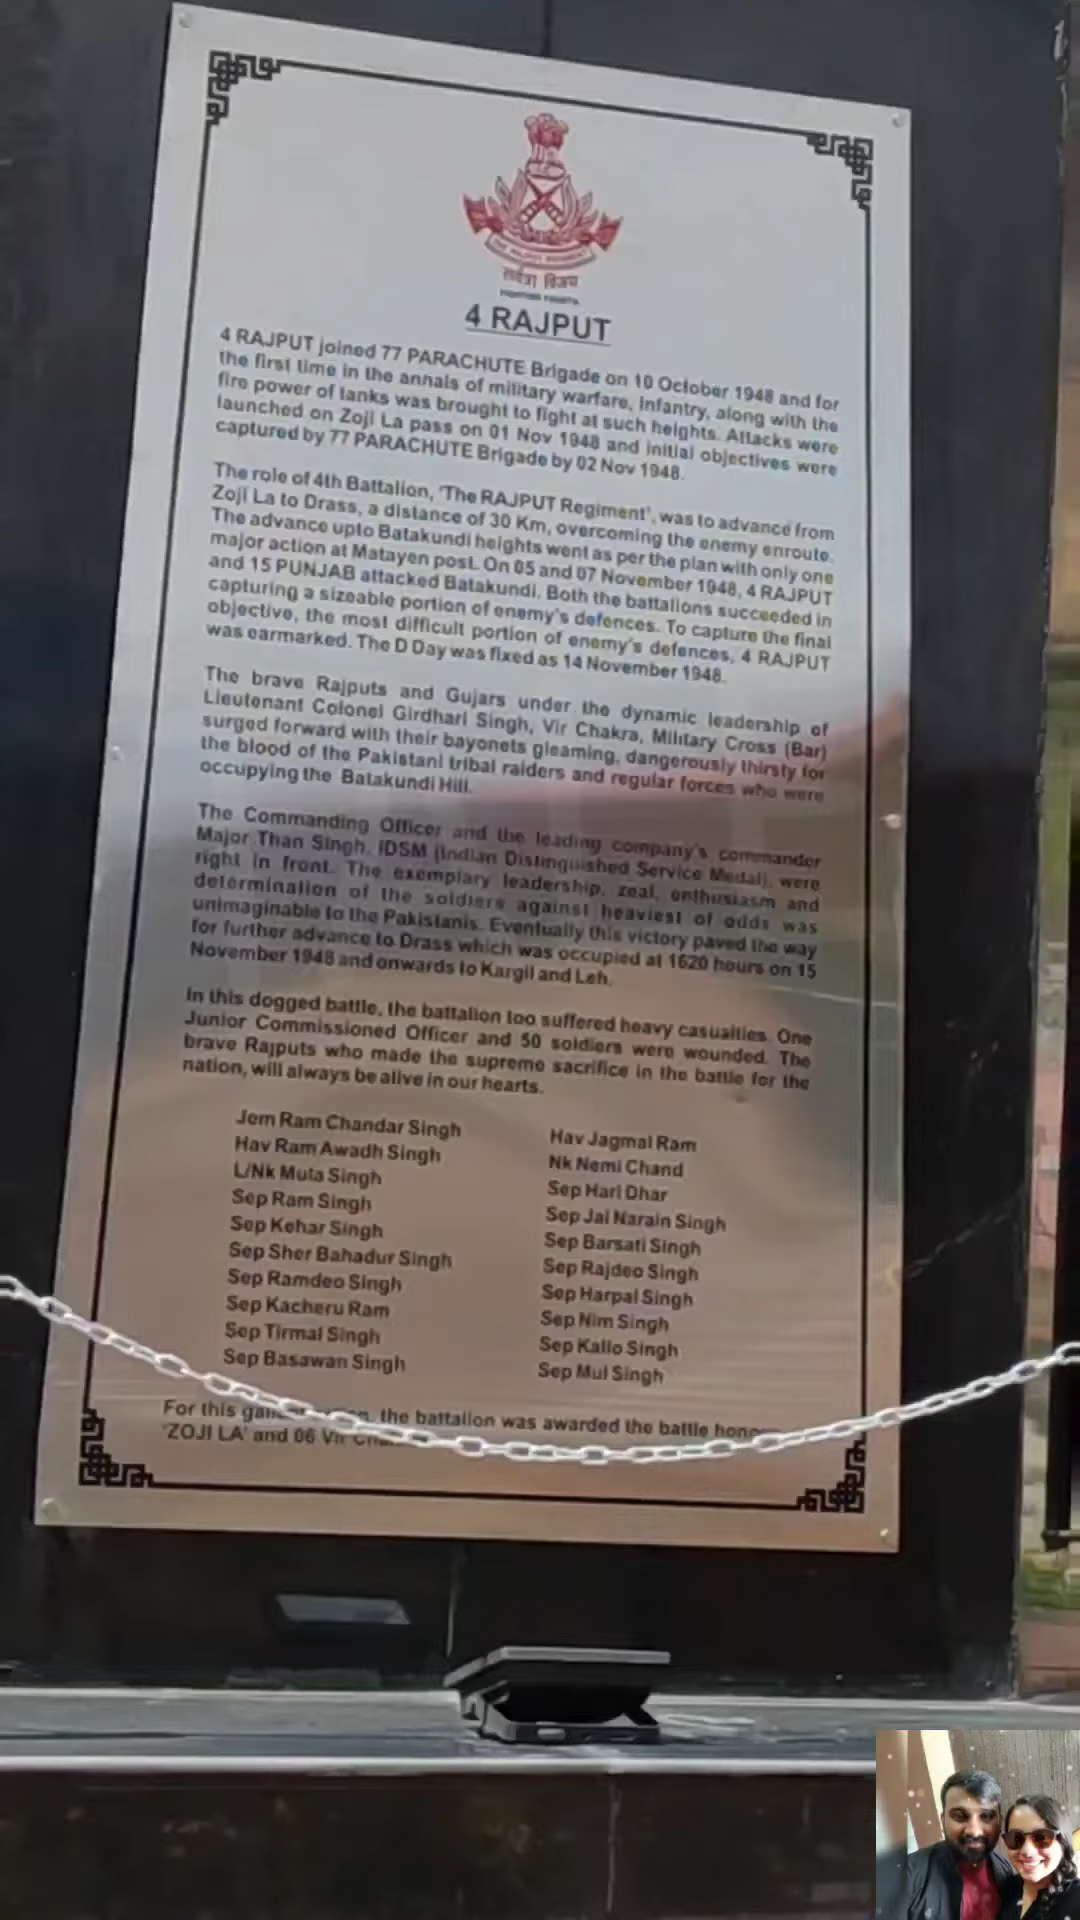 THE RAJPUT REGIMENT
सर्वत्र विजय
4 RAJPUT
4 RAJPUT joined 77 PARACHUTE Brigade on 10 October 1948 and for
the first time in the annals of military warfare, Infantry, along with the
fire power of tanks was brought to fight at such heights. Attacks were
launched on Zoji La pass on 01 Nov 1948 and initial objectives were
captured by 77 PARACHUTE Brigade by 02 Nov 1948.
The role of 4th Battalion, 'The RAJPUT Regiment', was to advance from
Zoji La to Drass, a distance of 30 Km, overcoming the enemy enroute.
The advance upto Batakundi heights went as per the plan with only one
major action at Matayen post. On 05 and 07 November 1948, 4 RAJPUT
and 15 PUNJAB attacked Batakundi. Both the battalions succeeded in
capturing a sizeable portion of enemy's defences. To capture the final
objective, the most difficult portion of enemy's defences, 4 RAJPUT
was earmarked. The D Day was fixed as 14 November 1948.
The brave Rajputs and Gujars under the dynamic leadership of
Lieutenant Colonel Girdhari Singh, Vir Chakra, Military Cross (Bar)
surged forward with their bayonets gleaming, dangerously thirsty for
the blood of the Pakistani tribal raiders and regular forces who were
occupying the Batakundi Hill.
The Commanding Officer and the leading company's commander
Major Than Singh, IDSM (Indian Distinguished Service Medal), were
right in front. The exemplary leadership, zeal, enthusiasm and
determination of the soldiers against heaviest of odds was
unimaginable to the Pakistanis. Eventually this victory paved the way
for further advance to Drass which was occupied at 1620 hours on 15
November 1948 and onwards to Kargil and Leh.
In this dogged battle, the battalion too suffered heavy casualties. One
Junior Commissioned Officer and 50 soldiers were wounded. The
brave Rajputs who made the supreme sacrifice in the battle for the
nation, will always be alive in our hearts.
Jem Ram Chandar Singh
Hav Ram Awadh Singh
L/Nk Muta Singh
Sep Ram Singh
Sep Kehar Singh
Sep Sher Bahadur Singh
Sep Ramdeo Singh
Sep Kacheru Ram
Sep Tirmal Singh
Sep Basawan Singh
Hav Jagmal Ram
Nk Nemi Chand
Sep Hari Dhar
Sep Jai Narain Singh
Sep Barsati Singh
Sep Rajdeo Singh
Sep Harpal Singh
Sep Nim Singh
Sep Kallo Singh
Sep Mul Singh
For this the battalion was awarded the battle
'ZOJI LA' and 06 Vir